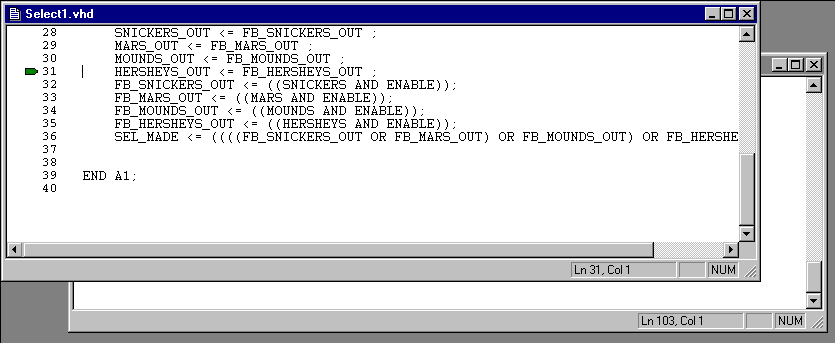 Select1.vhd
28 SNICKERS_OUT <= FB_SNICKERS_OUT ;
29 MARS_OUT <= FB_MARS_OUT ;
30 MOUNDS_OUT <= FB_MOUNDS_OUT ;
31 HERSHEYS_OUT <= FB_HERSHEYS_OUT ;
32 FB_SNICKERS_OUT <= ((SNICKERS AND ENABLE));
33 FB_MARS_OUT <= ((MARS AND ENABLE));
34 FB_MOUNDS_OUT <= ((MOUNDS AND ENABLE));
35 FB_HERSHEYS_OUT <= ((HERSHEYS AND ENABLE));
36 SEL_MADE <= ((((FB_SNICKERS_OUT OR FB_MARS_OUT) OR FB_MOUNDS_OUT) OR FB_HERSHE
37
38
39 END A1;
40
Ln 31, Col 1 NUM
Ln 103, Col 1 NUM